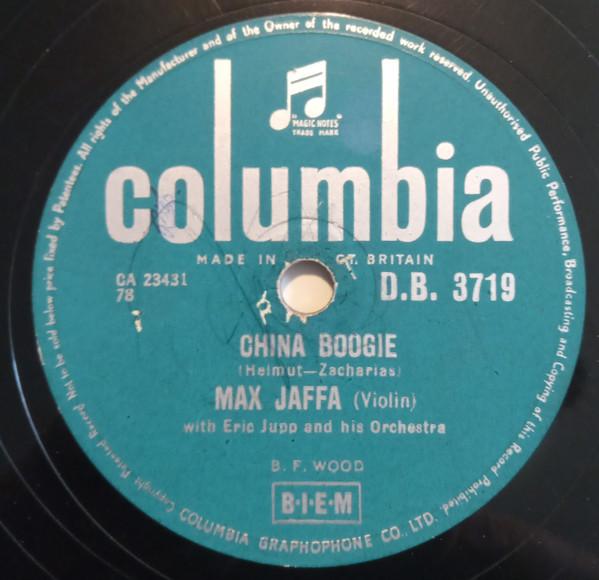 Patented Record Not to be sold below price fixed by Patentees. All rights of the Manufacturer and of the Owner of the recorded work reserved. Unauthorised Public Performance, Broadcasting and Copying of this Record Prohibited. Copyright
"MAGIC NOTES"
TRADE MARK
columbia
MADE IN GT. BRITAIN
CA 23431
78
D.B. 3719
CHINA BOOGIE
(Helmut—Zacharias)
MAX JAFFA (Violin)
with Eric Jupp and his Orchestra
B. F. WOOD
B·I·E·M
COLUMBIA GRAPHOPHONE CO., LTD.